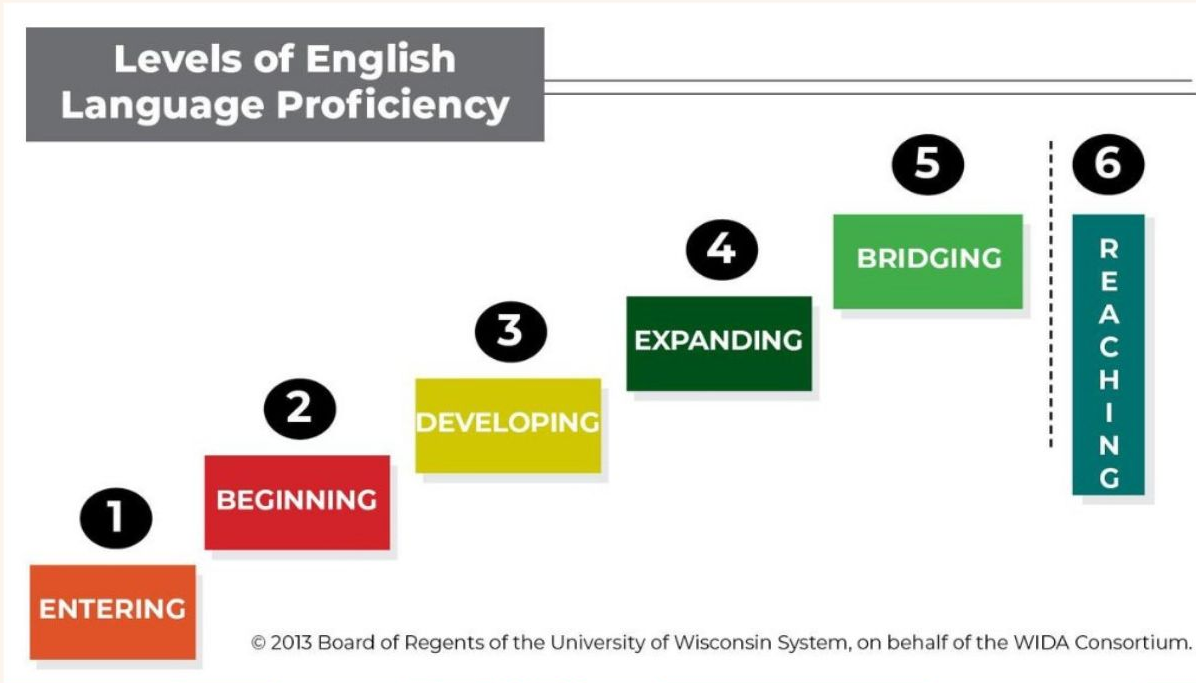 Levels of English
Language Proficiency
1
ENTERING
2
BEGINNING
3
DEVELOPING
4
EXPANDING
5
BRIDGING
6
R
E
A
C
H
I
N
G
© 2013 Board of Regents of the University of Wisconsin System, on behalf of the WIDA Consortium.